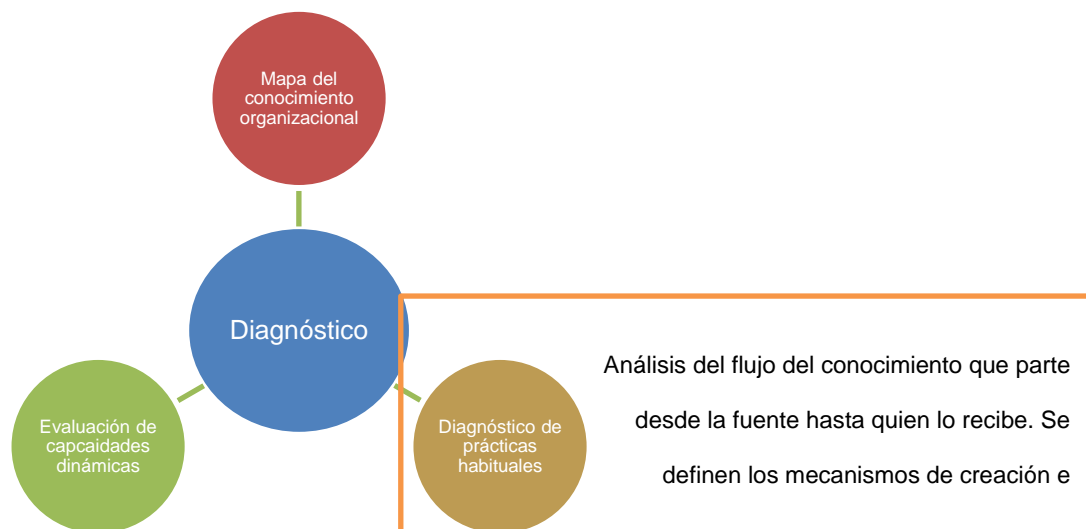 Mapa del
conocimiento
organizacional
Diagnóstico
Evaluación de
capcaidades
dinámicas
Diagnóstico de
prácticas
habituales
Análisis del flujo del conocimiento que parte
desde la fuente hasta quien lo recibe. Se
definen los mecanismos de creación e